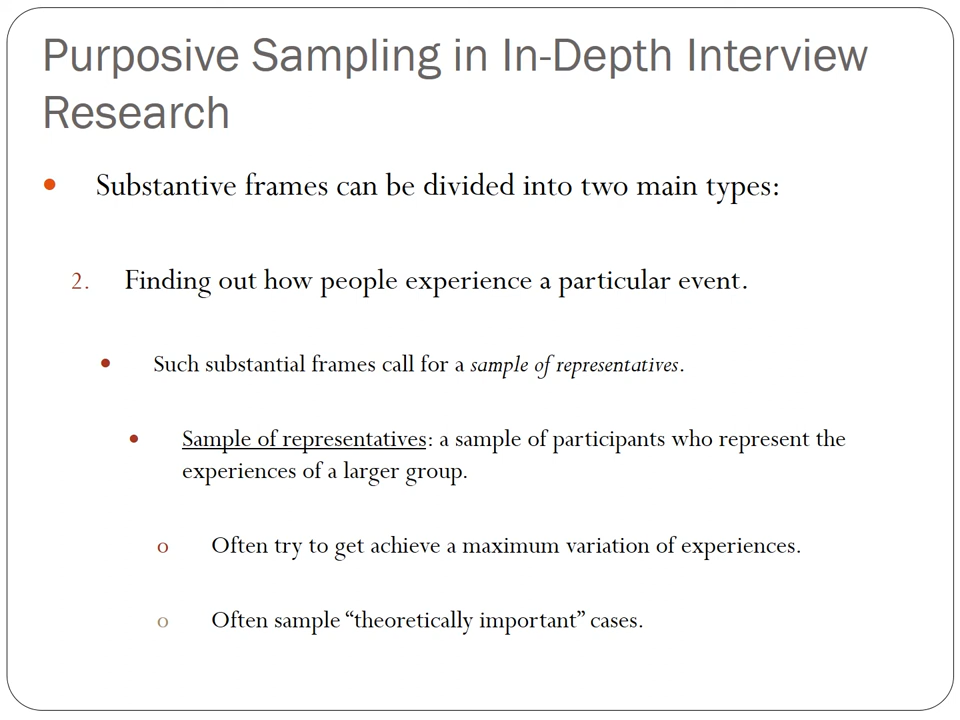 Purposive Sampling in In-Depth Interview
Research
• Substantive frames can be divided into two main types:
2. Finding out how people experience a particular event.
• Such substantial frames call for a sample of representatives.
• Sample of representatives: a sample of participants who represent the
experiences of a larger group.
o Often try to get achieve a maximum variation of experiences.
o Often sample “theoretically important” cases.